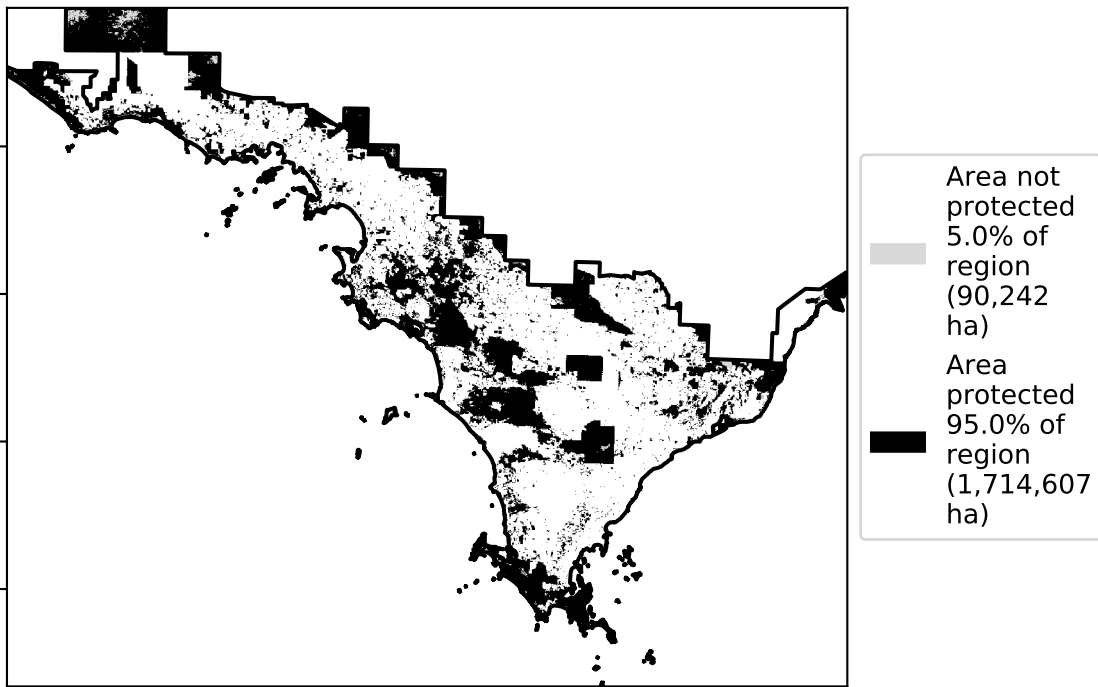 Area not
protected
5.0% of
region
(90,242
ha)
Area
protected
95.0% of
region
(1,714,607
ha)